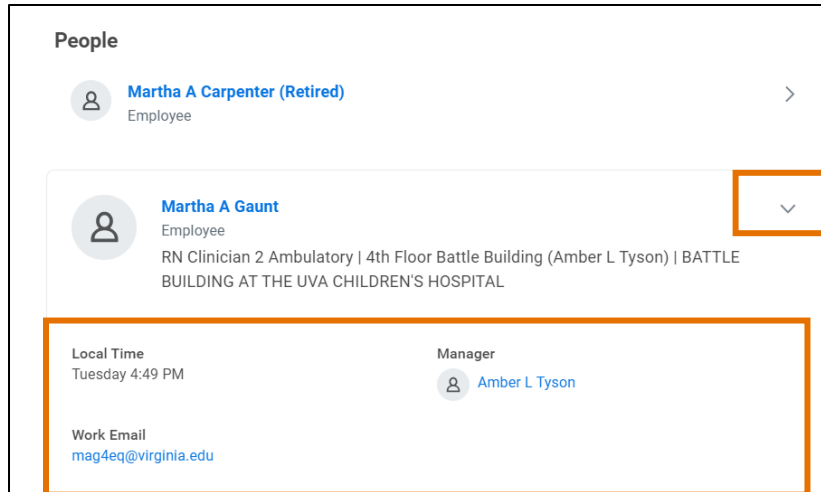 People
Martha A Carpenter (Retired)
Employee
Martha A Gaunt
Employee
RN Clinician 2 Ambulatory | 4th Floor Battle Building (Amber L Tyson) | BATTLE
BUILDING AT THE UVA CHILDREN'S HOSPITAL
Local Time
Tuesday 4:49 PM
Manager
Amber L Tyson
Work Email
mag4eq@virginia.edu